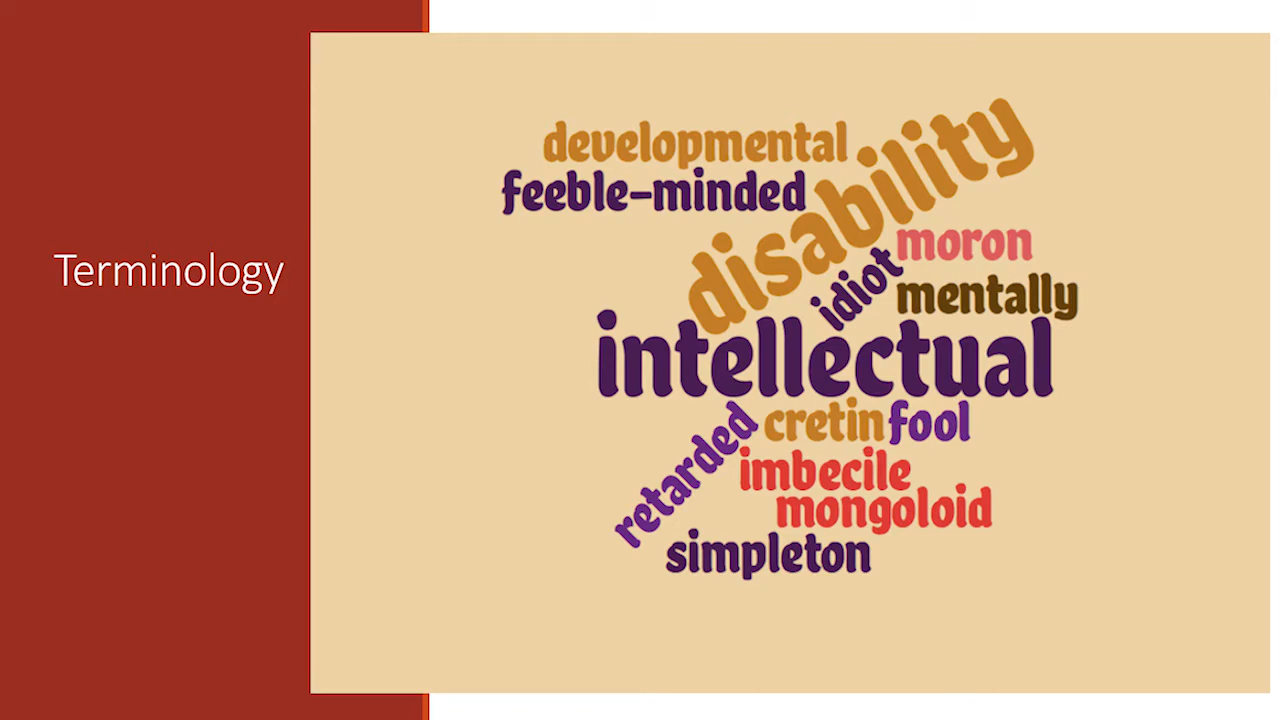 Terminology
developmental
feeble-minded
disability
moron
idiot
mentally
intellectual
retarded
cretin
fool
imbecile
mongoloid
simpleton